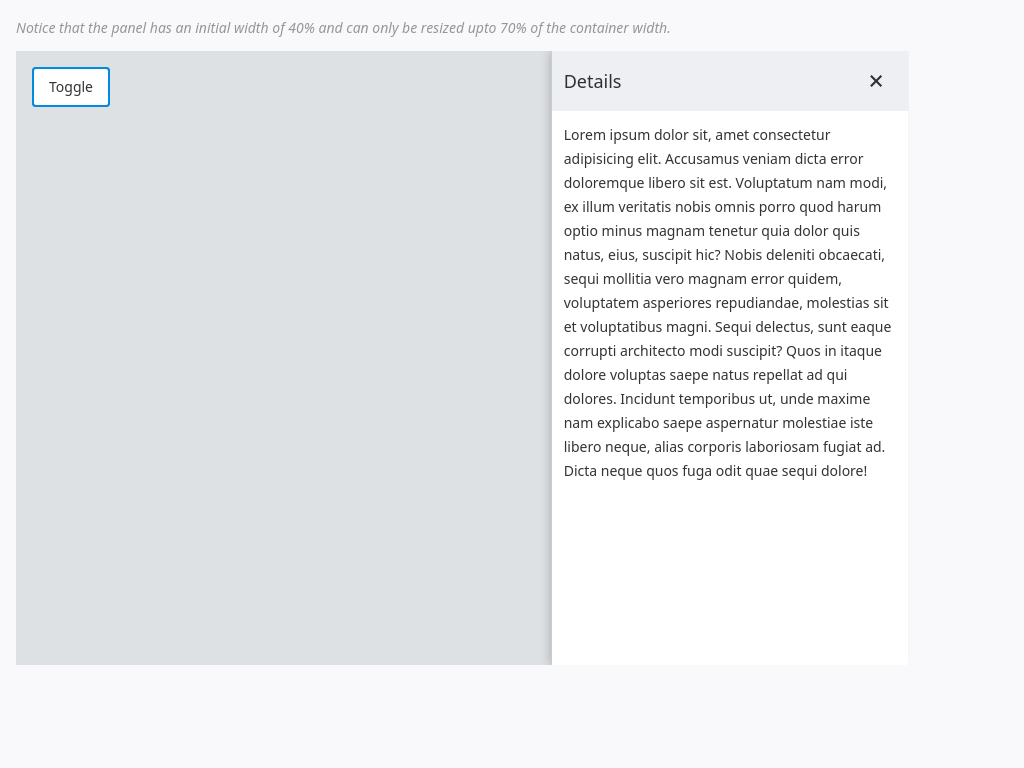 Notice that the panel has an initial width of 40% and can only be resized upto 70% of the container width.
Toggle
Details
Lorem ipsum dolor sit, amet consectetur
adipisicing elit. Accusamus veniam dicta error
doloremque libero sit est. Voluptatum nam modi,
ex illum veritatis nobis omnis porro quod harum
optio minus magnam tenetur quia dolor quis
natus, eius, suscipit hic? Nobis deleniti obcaecati,
sequi mollitia vero magnam error quidem,
voluptatem asperiores repudiandae, molestias sit
et voluptatibus magni. Sequi delectus, sunt eaque
corrupti architecto modi suscipit? Quos in itaque
dolore voluptas saepe natus repellat ad qui
dolores. Incidunt temporibus ut, unde maxime
nam explicabo saepe aspernatur molestiae iste
libero neque, alias corporis laboriosam fugiat ad.
Dicta neque quos fuga odit quae sequi dolore!